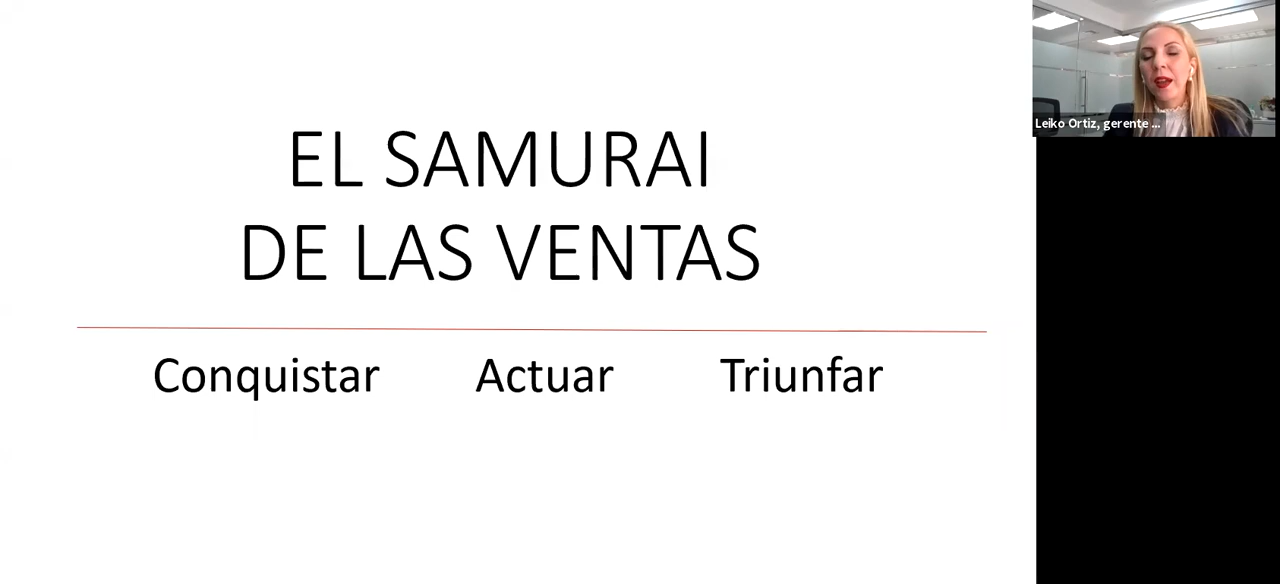 EL SAMURAI
DE LAS VENTAS
Conquistar Actuar Triunfar
Leiko Ortiz, gerente ...